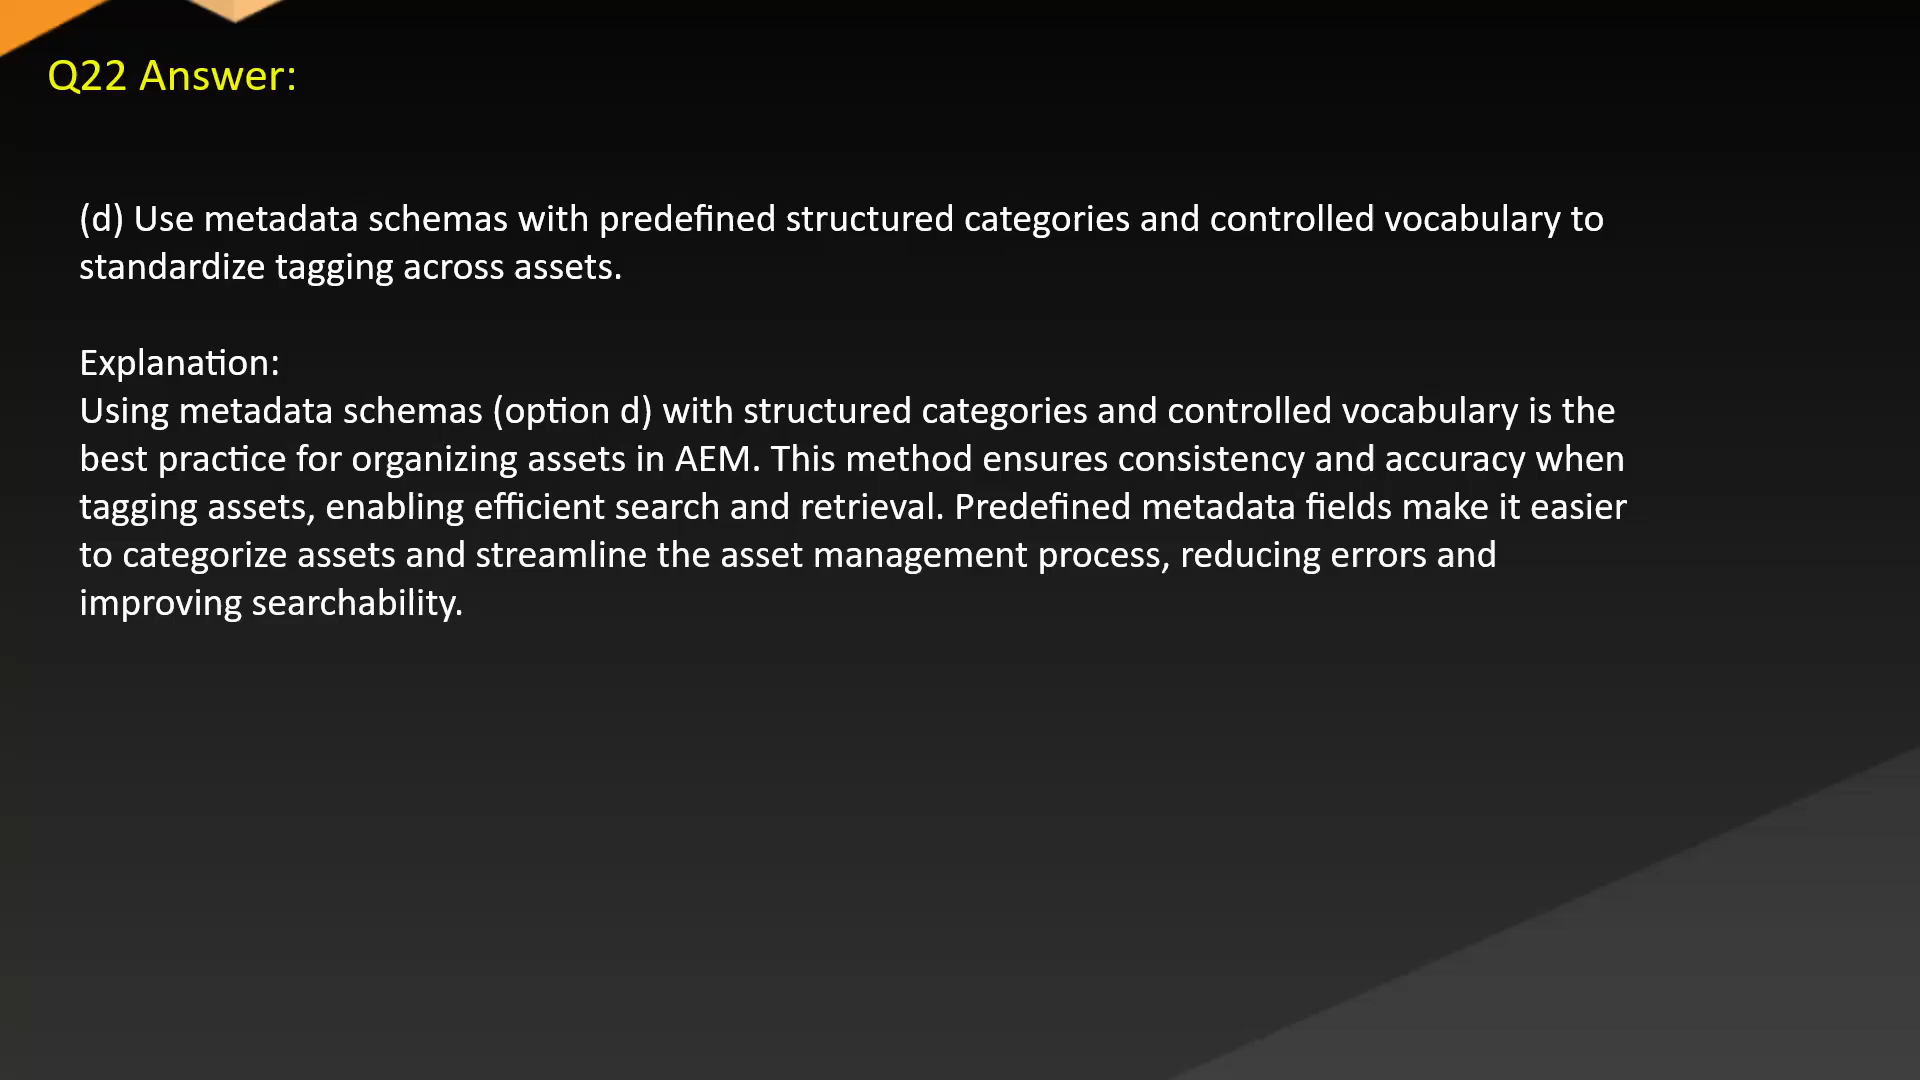 Q22 Answer:
(d) Use metadata schemas with predefined structured categories and controlled vocabulary to
standardize tagging across assets.
Explanation:
Using metadata schemas (option d) with structured categories and controlled vocabulary is the
best practice for organizing assets in AEM. This method ensures consistency and accuracy when
tagging assets, enabling efficient search and retrieval. Predefined metadata fields make it easier
to categorize assets and streamline the asset management process, reducing errors and
improving searchability.